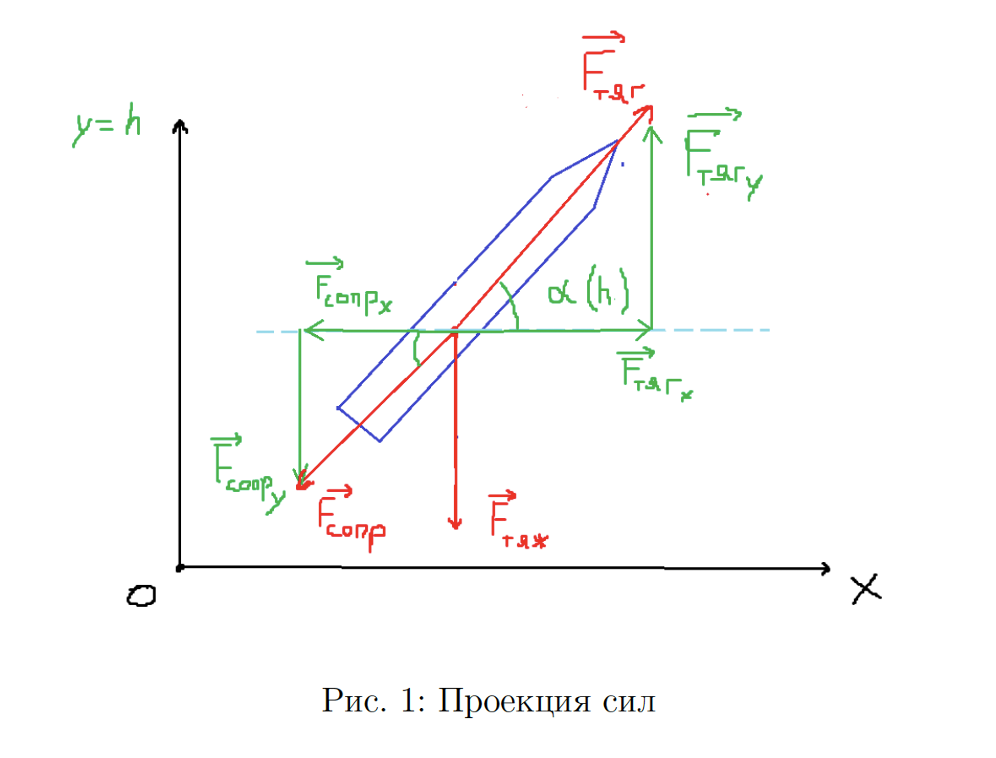 F тяг
y = h
F тяг y
F сопр x
α(h)
F тяг x
F сопр y
F сопр
F тяж
O
X
Рис. 1: Проекция сил